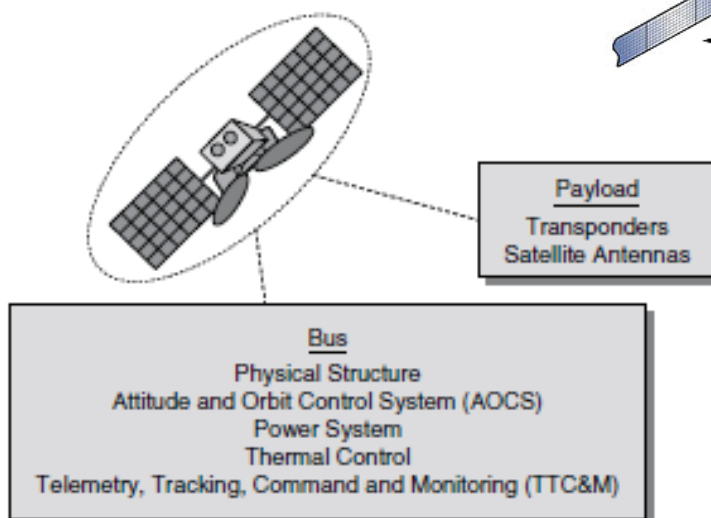 Payload
Transponders
Satellite Antennas
Bus
Physical Structure
Attitude and Orbit Control System (AOCS)
Power System
Thermal Control
Telemetry, Tracking, Command and Monitoring (TTC&M)